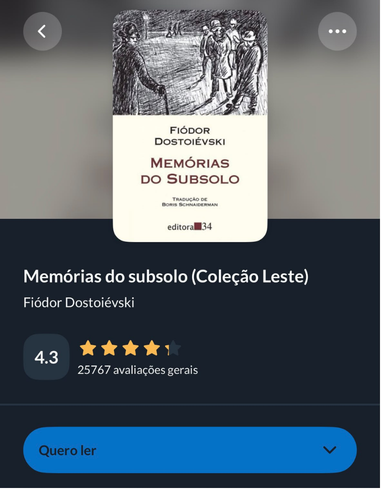 FIÓDOR
DOSTOIÉVSKI
MEMÓRIAS
DO SUBSOLO
TRADUÇÃO DE
BORIS SCHNAIDERMAN
editora34
Memórias do subsolo (Coleção Leste)
Fiódor Dostoiévski
4.3
25767 avaliações gerais
Quero ler